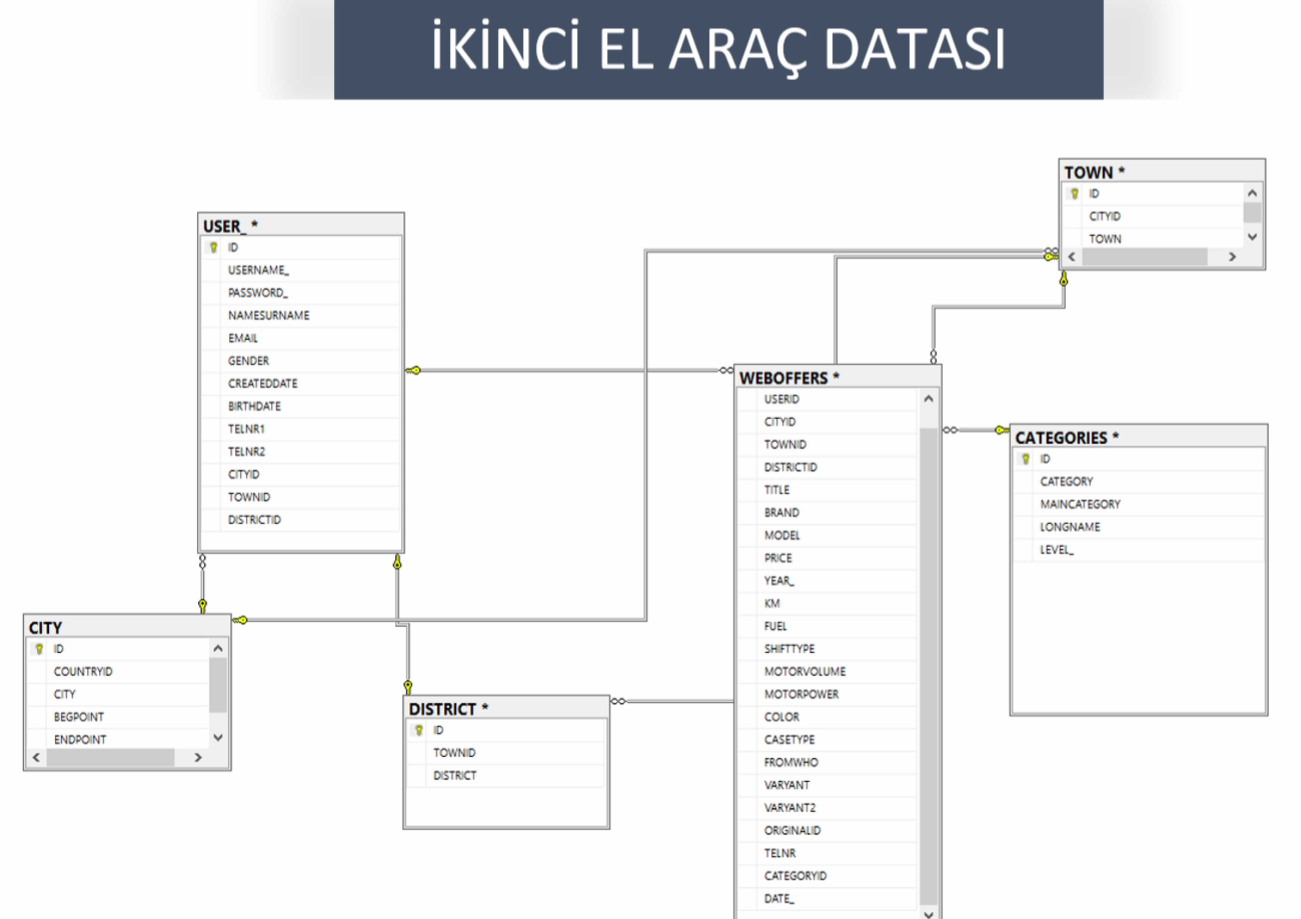 İKİNCİ EL ARAÇ DATASI
TOWN *
ID
CITYID
TOWN
USER_ *
ID
USERNAME_
PASSWORD_
NAMESURNAME
EMAIL
GENDER
CREATEDDATE
BIRTHDATE
TELNR1
TELNR2
CITYID
TOWNID
DISTRICTID
WEBOFFERS *
USERID
CITYID
TOWNID
DISTRICTID
TITLE
BRAND
MODEL
PRICE
YEAR_
KM
FUEL
SHIFTTYPE
MOTORVOLUME
MOTORPOWER
COLOR
CASETYPE
FROMWHO
VARYANT
VARYANT2
ORIGINALID
TELNR
CATEGORYID
DATE_
CATEGORIES *
ID
CATEGORY
MAINCATEGORY
LONGNAME
LEVEL_
CITY
ID
COUNTRYID
CITY
BEGPOINT
ENDPOINT
DISTRICT *
ID
TOWNID
DISTRICT